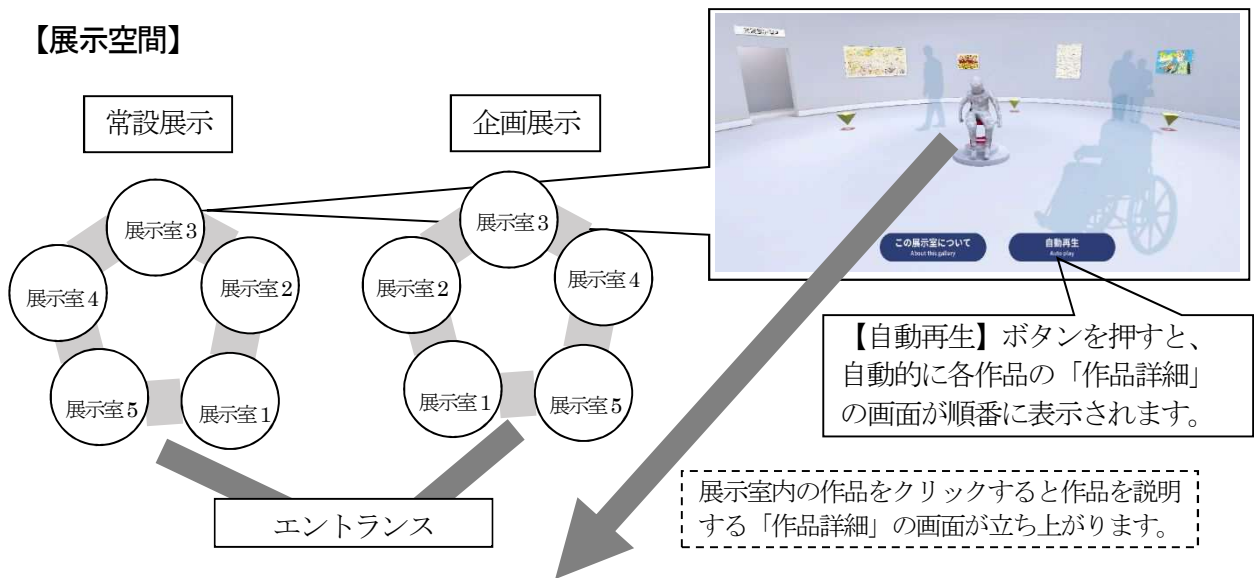 【展示空間】
常設展示
企画展示
展示室3
展示室4
展示室2
展示室5
展示室1
展示室3
展示室2
展示室4
展示室1
展示室5
エントランス
この展示室について
About this gallery
自動再生
Auto play
【自動再生】ボタンを押すと、
自動的に各作品の「作品詳細」
の画面が順番に表示されます。
展示室内の作品をクリックすると作品を説明
する「作品詳細」の画面が立ち上がります。